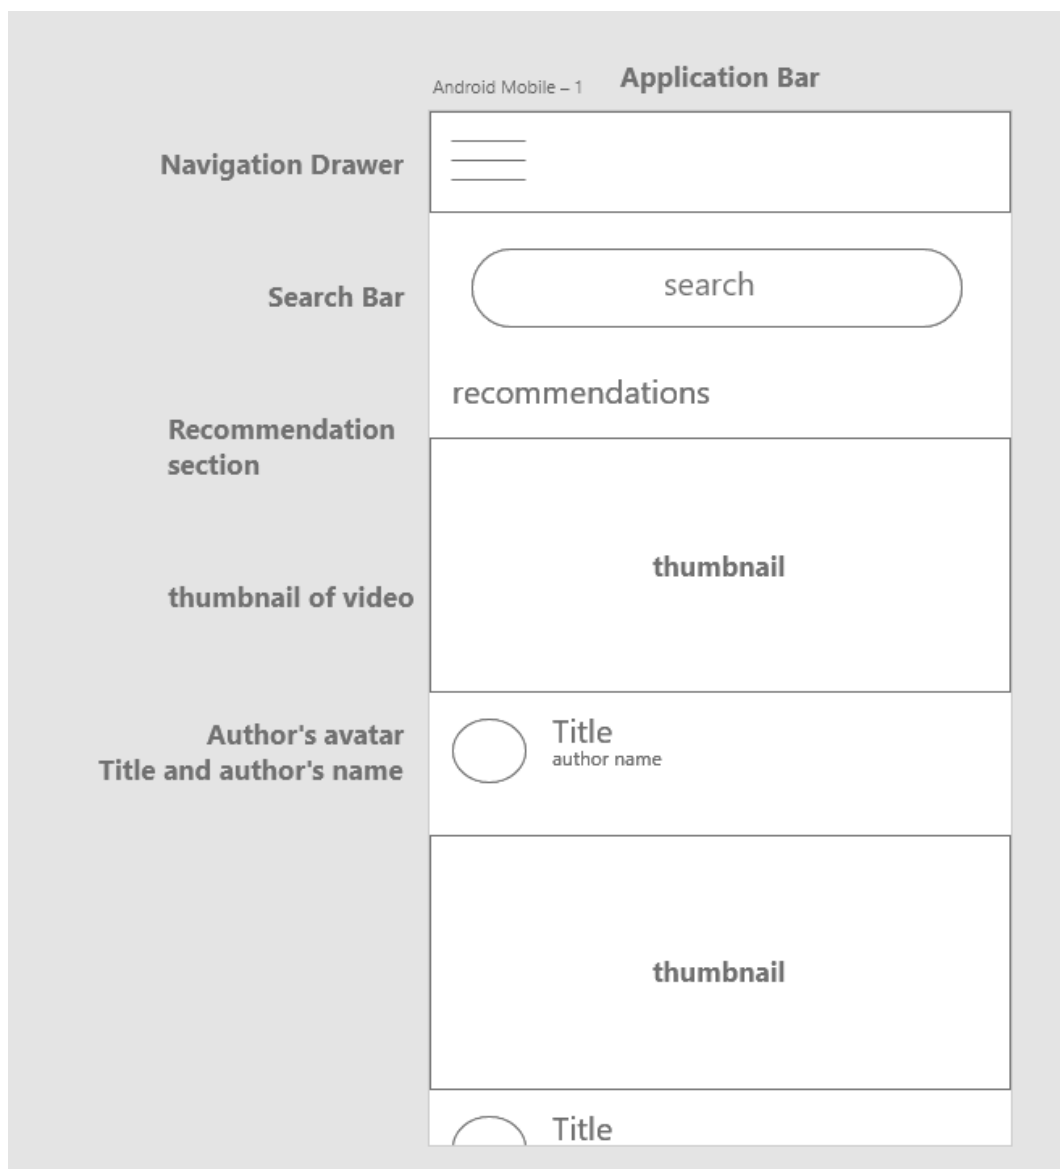 Android Mobile – 1
Application Bar
Navigation Drawer
Search Bar
search
recommendations
Recommendation
section
thumbnail
thumbnail of video
Author's avatar
Title and author's name
Title
author name
thumbnail
Title